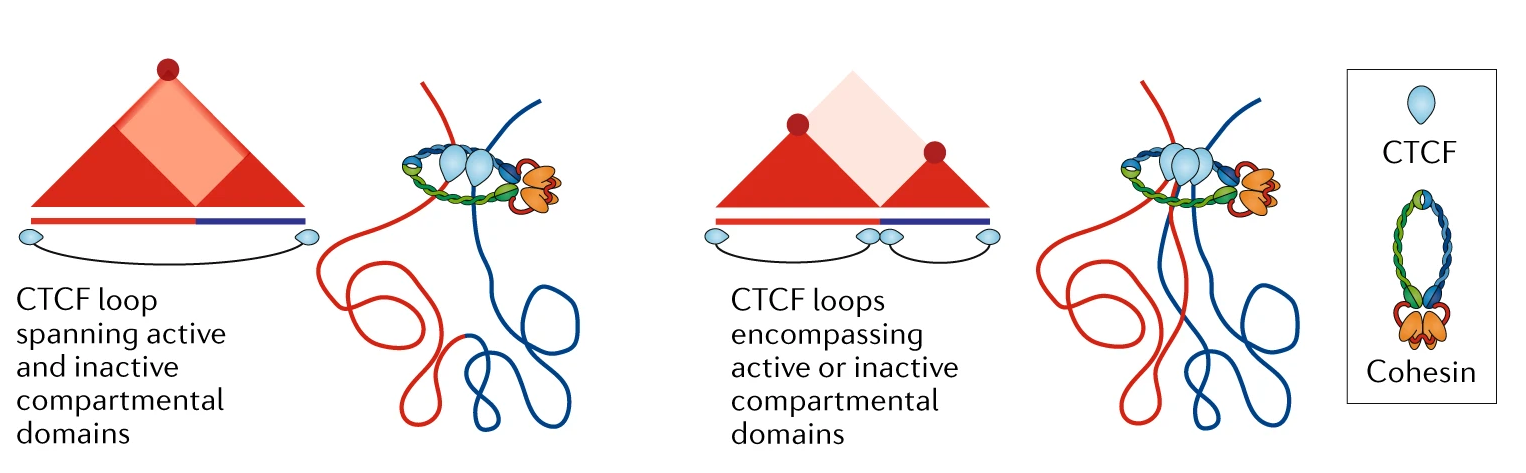 CTCF loop
spanning active
and inactive
compartmental
domains
CTCF loops
encompassing
active or inactive
compartmental
domains
CTCF
Cohesin